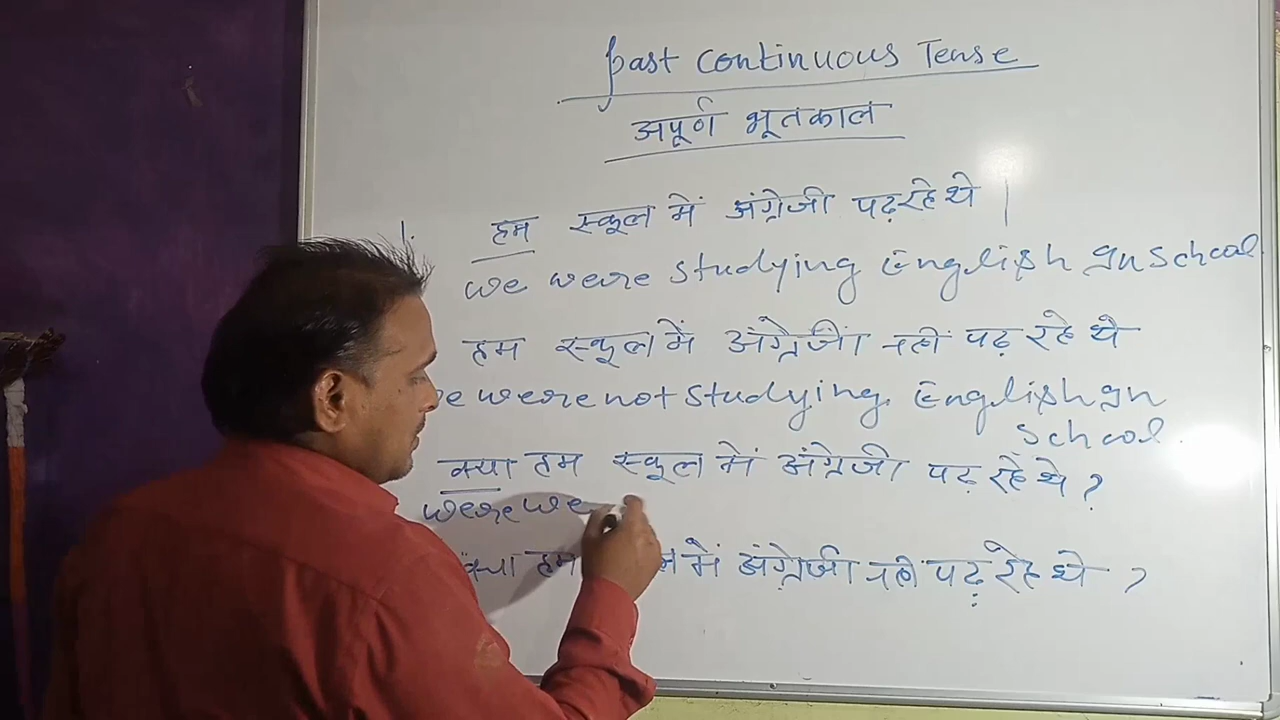 Past Continuous Tense
अपूर्ण भूतकाल
1. हम स्कूल में अंग्रेजी पढ़ रहे थे |
we were studying English In School.
हम स्कूल में अंग्रेजी नहीं पढ़ रहे थे
were not studying English In
School.
क्या हम स्कूल में अंग्रेजी पढ़ रहे थे ?
were we
क्या हम में अंग्रेजी नही पढ़ रहे थे ?